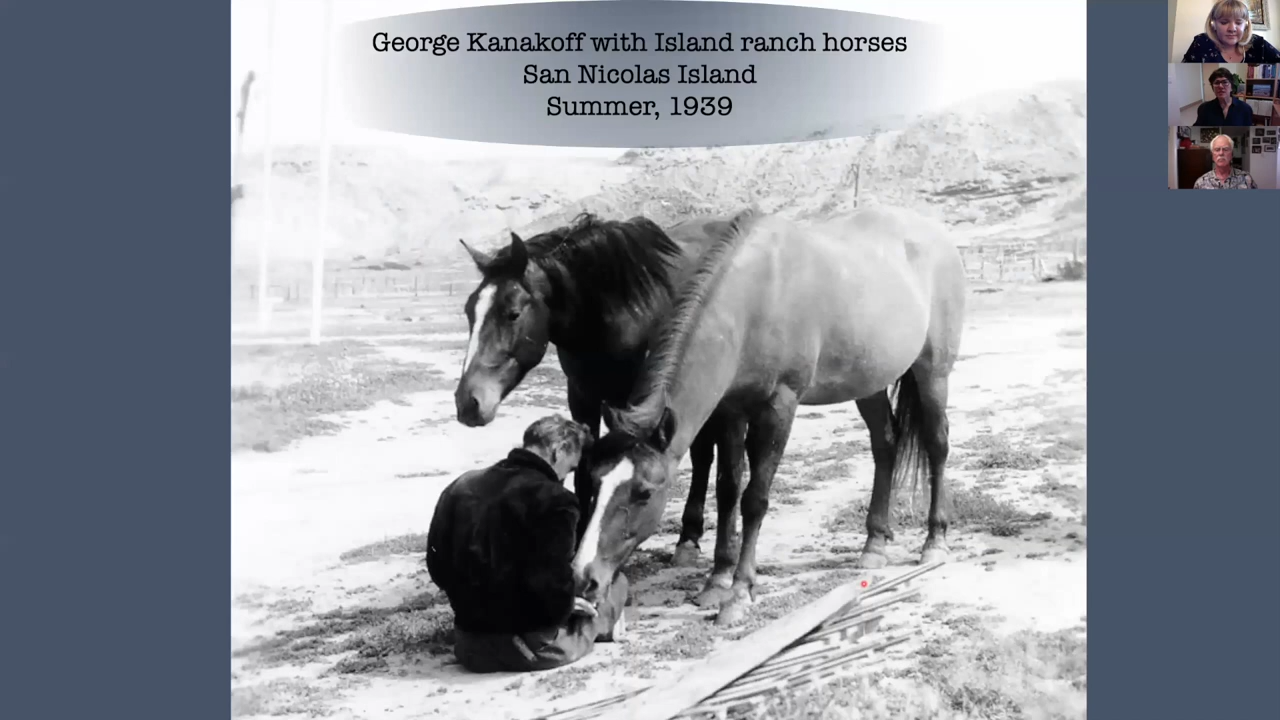 George Kanakoff with Island ranch horses
San Nicolas Island
Summer, 1939